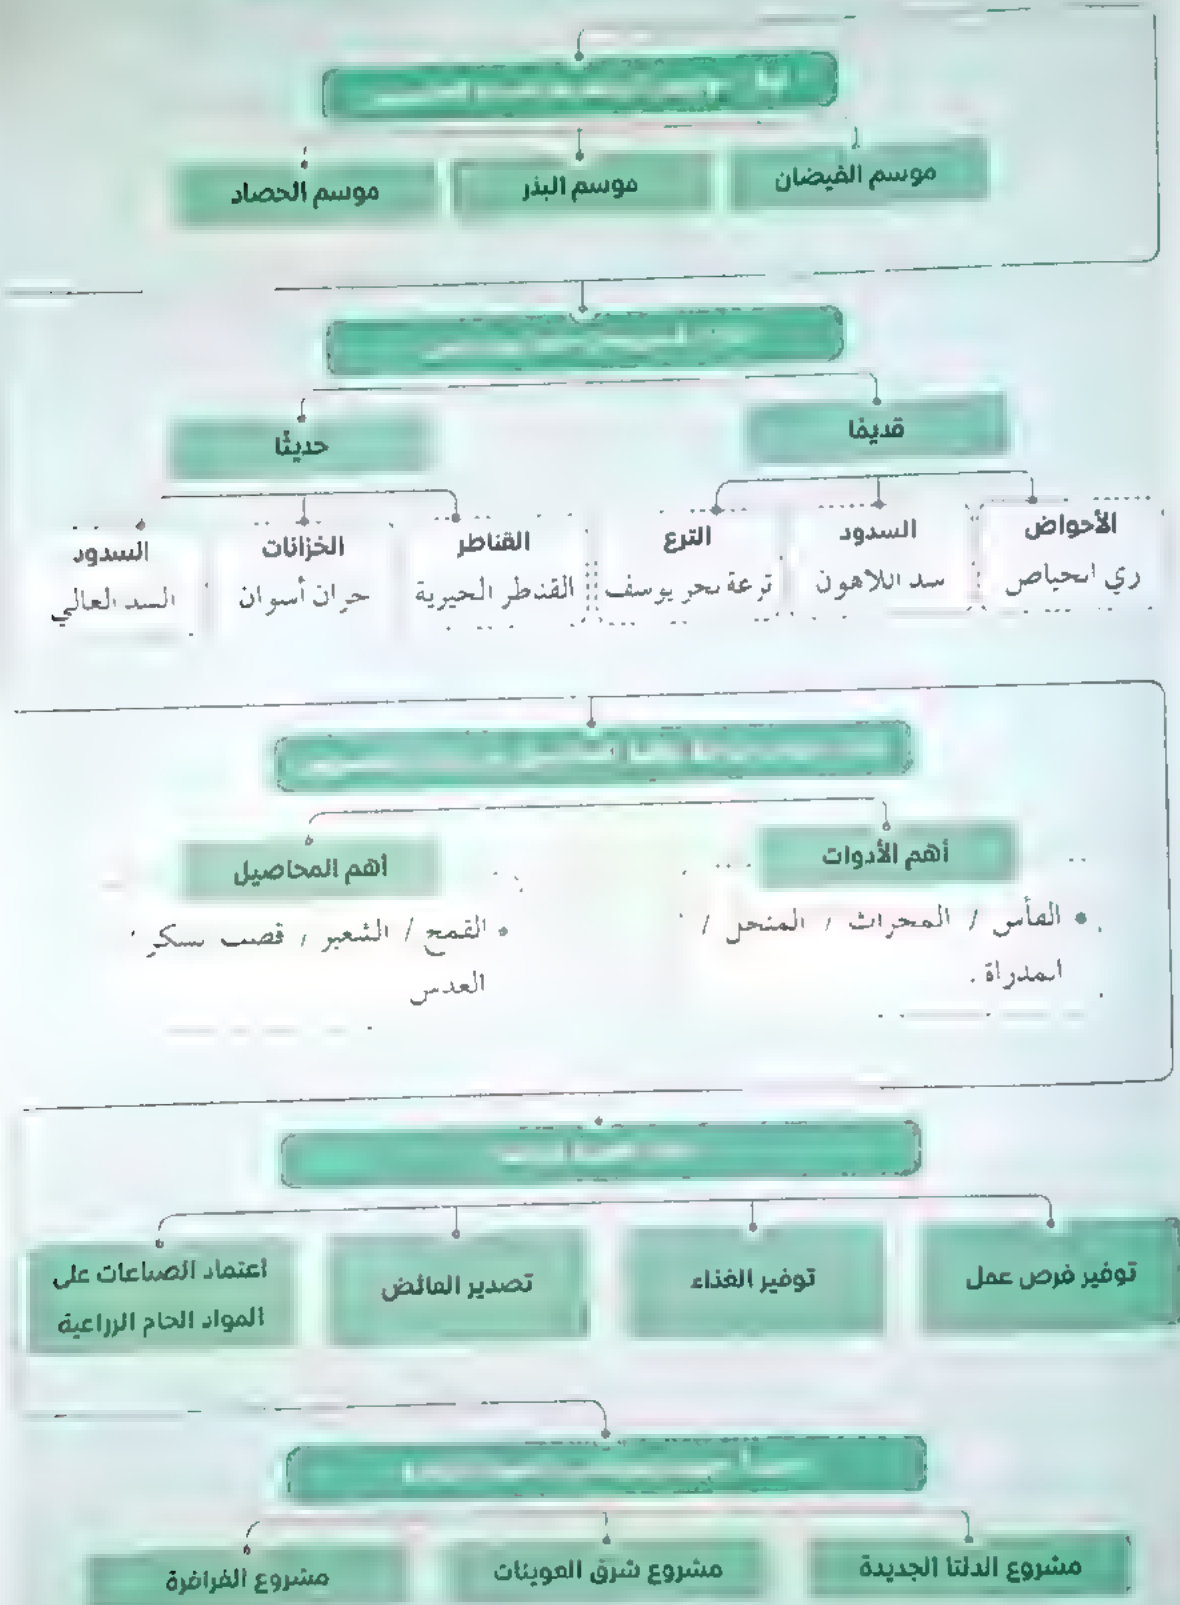 موسم الفيضان
موسم البذر
موسم الحصاد
قديمًا
حديثًا
الأحواض
ري الحياض
السدود
سد اللاهون
الترع
ترعة بحر يوسف
القناطر
القناطر الخيرية
الخزانات
خزان أسوان
السدود
السد العالي
أهم الأدوات
• الفأس / المحراث / المنجل /
المدراة .
أهم المحاصيل
• القمح / الشعير / قصب السكر /
العدس
توفير فرص عمل
توفير الغذاء
تصدير الفائض
اعتماد الصناعات على
المواد الخام الزراعية
مشروع الدلتا الجديدة
مشروع شرق العوينات
مشروع الفرافرة